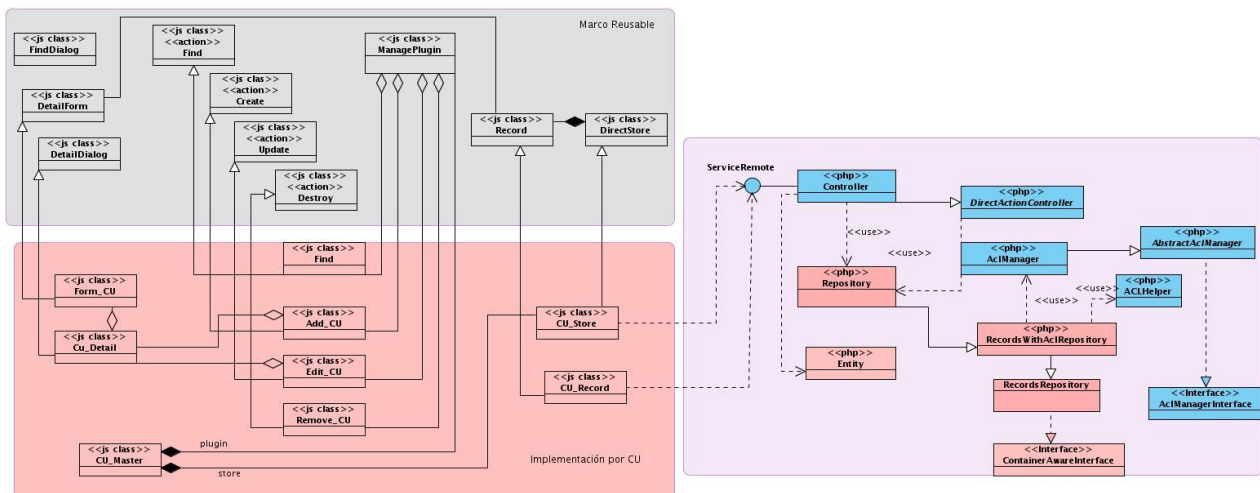 Marco Reusable
<<js class>>
FindDialog
<<js class>>
<<action>>
Find
<<js class>>
ManagePlugin
<<js clas>>
<<action>>
Create
<<js class>>
DetailForm
<<js class>>
<<action>>
Update
<<js class>>
Record
<<js class>>
DirectStore
<<js class>>
DetailDialog
<<js clas>>
<<action>>
Destroy
<<js class>>
Find
<<js class>>
Form_CU
<<js class>>
Add_CU
<<js class>>
Cu_Detail
<<js class>>
Edit_CU
<<js class>>
Remove_CU
<<js class>>
CU_Store
<<js class>>
CU_Record
<<js class>>
CU_Master
plugin
store
Implementación por CU
ServiceRemote
<<php>>
Controller
<<php>>
DirectActionController
<<use>>
<<use>>
<<php>>
AclManager
<<php>>
AbstractAclManager
<<php>>
Repository
<<use>>
<<use>>
<<php>>
ACLHelper
<<php>>
RecordsWithAclRepository
<<php>>
Entity
RecordsRepository
<<Interface>>
AclManagerInterface
<<Interface>>
ContainerAwareInterface